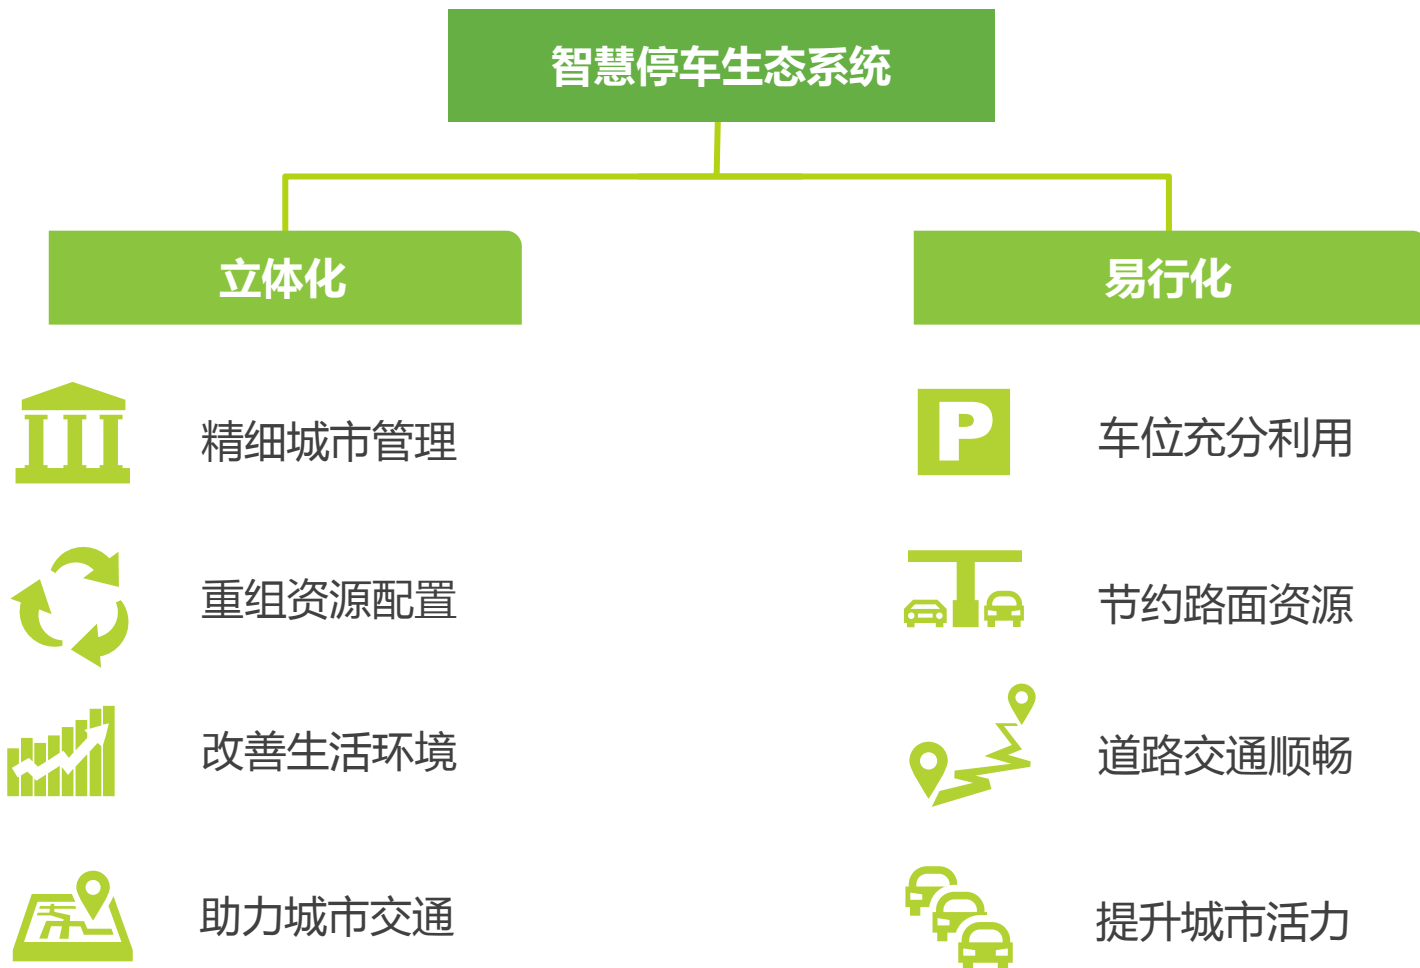 智慧停车生态系统
立体化
易行化
精细城市管理
P
车位充分利用
重组资源配置
节约路面资源
改善生活环境
道路交通顺畅
助力城市交通
提升城市活力